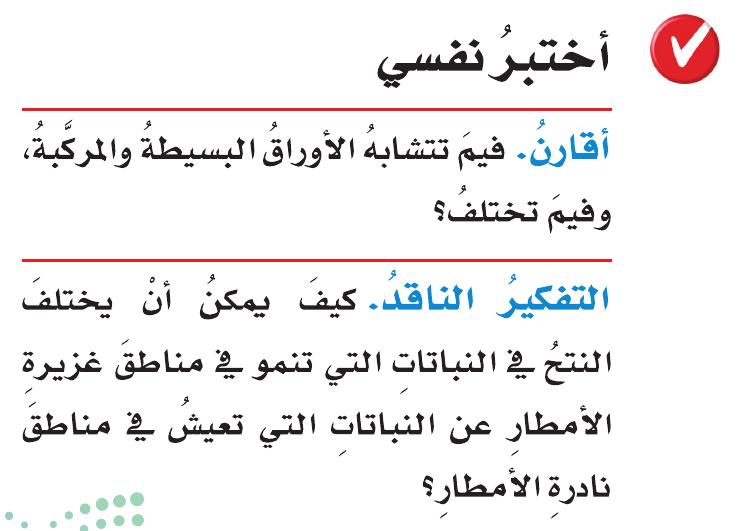 أختبرُ نفسي
أقارنُ. فيمَ تتشابهُ الأوراقُ البسيطةُ والمركَّبةُ،
وفيمَ تختلفُ؟
التفكيرُ الناقدُ. كيفَ يمكنُ أنْ يختلفَ
النتحُ في النباتاتِ التي تنمو في مناطقَ غزيرةِ
الأمطارِ عن النباتاتِ التي تعيشُ في مناطقَ
نادرةِ الأمطارِ؟